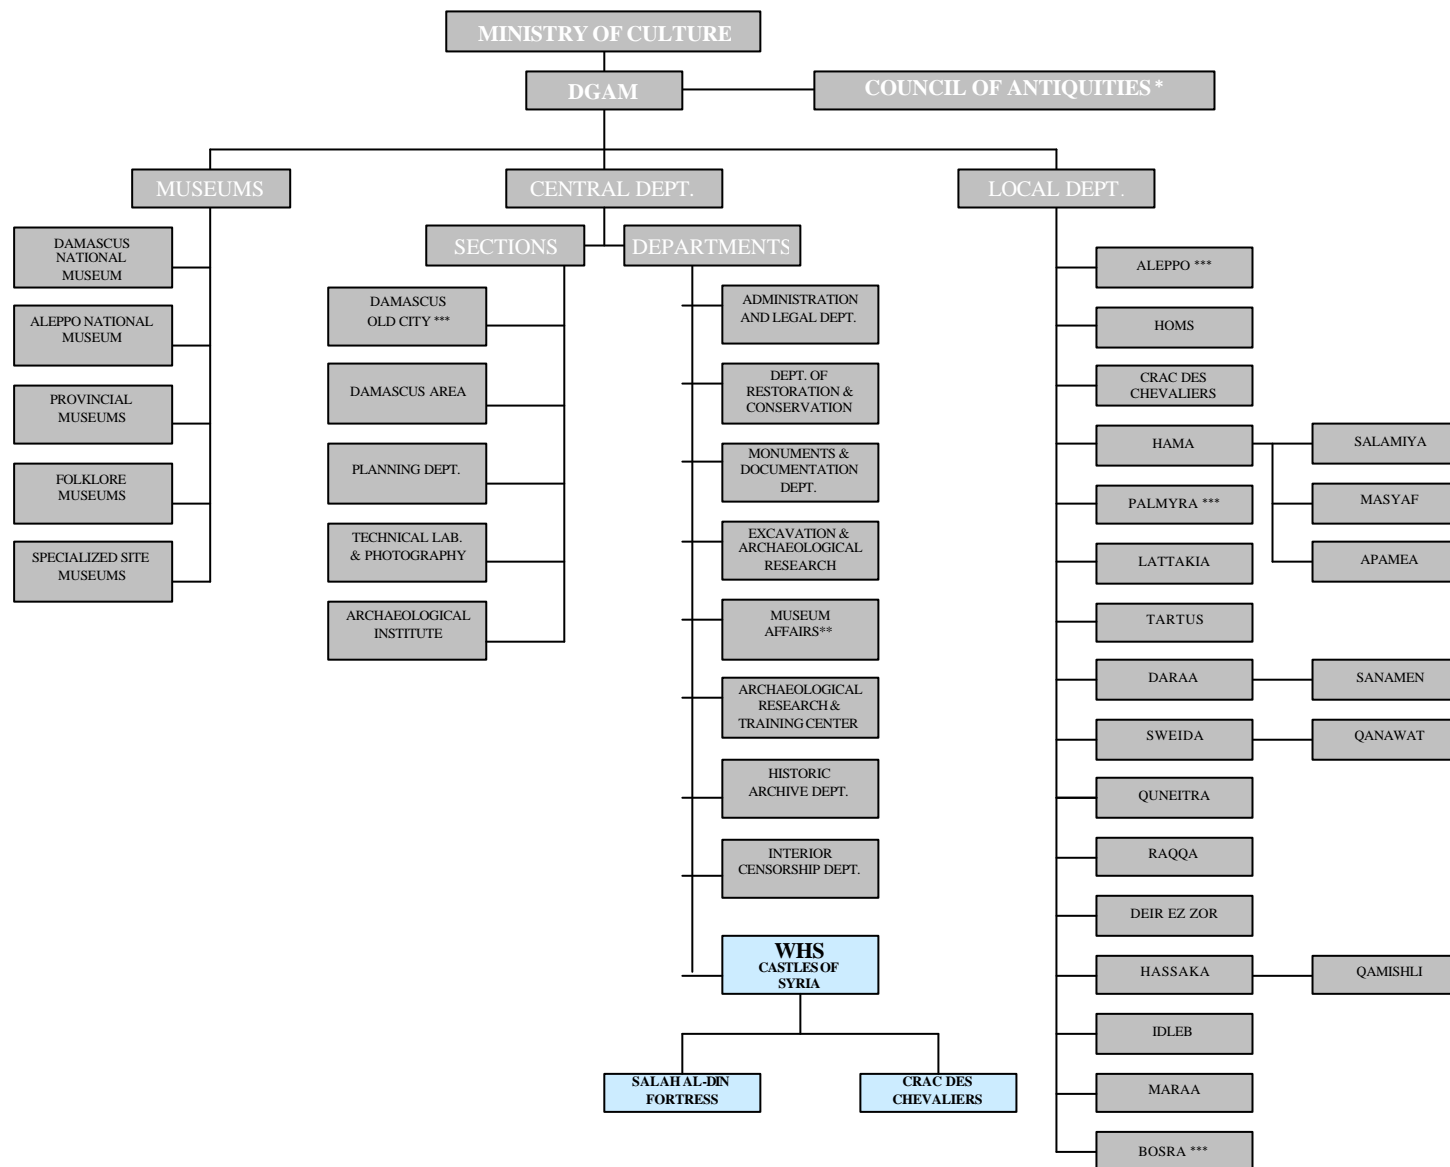 MINISTRY OF CULTURE
DGAM
COUNCIL OF ANTIQUITIES *
MUSEUMS
CENTRAL DEPT.
LOCAL DEPT.
SECTIONS
DEPARTMENTS
DAMASCUS
NATIONAL
MUSEUM
ALEPPO NATIONAL
MUSEUM
PROVINCIAL
MUSEUMS
FOLKLORE
MUSEUMS
SPECIALIZED SITE
MUSEUMS
DAMASCUS
OLD CITY ***
DAMASCUS AREA
PLANNING DEPT.
TECHNICAL LAB.
& PHOTOGRAPHY
ARCHAEOLOGICAL
INSTITUTE
ADMINISTRATION
AND LEGAL DEPT.
DEPT. OF
RESTORATION &
CONSERVATION
MONUMENTS &
DOCUMENTATION
DEPT.
EXCAVATION &
ARCHAEOLOGICAL
RESEARCH
MUSEUM
AFFAIRS**
ARCHAEOLOGICAL
RESEARCH &
TRAINING CENTER
HISTORIC
ARCHIVE DEPT.
INTERIOR
CENSORSHIP DEPT.
WHS
CASTLES OF
SYRIA
SALAH AL-DIN
FORTRESS
CRAC DES
CHEVALIERS
ALEPPO ***
HOMS
CRAC DES
CHEVALIERS
HAMA
SALAMIYA
MASYAF
APAMEA
PALMYRA ***
LATTAKIA
TARTUS
DARAA
SANAMEN
SWEIDA
QANAWAT
QUNEITRA
RAQQA
DEIR EZ ZOR
HASSAKA
QAMISHLI
IDLEB
MARAA
BOSRA ***